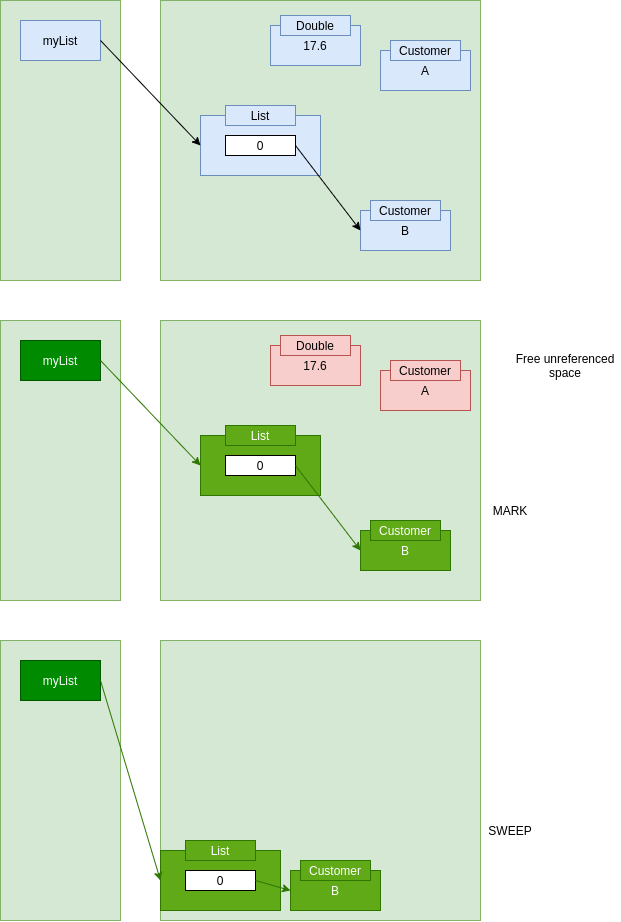 myList
Double
17.6
Customer
A
List
0
Customer
B
myList
Double
17.6
Customer
A
Free unreferenced
space
List
0
MARK
Customer
B
myList
SWEEP
List
0
Customer
B